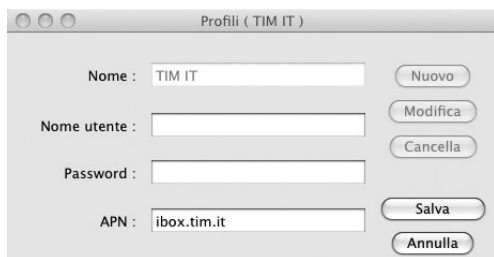 Profili ( TIM IT )
Nome : TIM IT
Nuovo
Modifica
Nome utente :
Cancella
Password :
Salva
APN : ibox.tim.it
Annulla